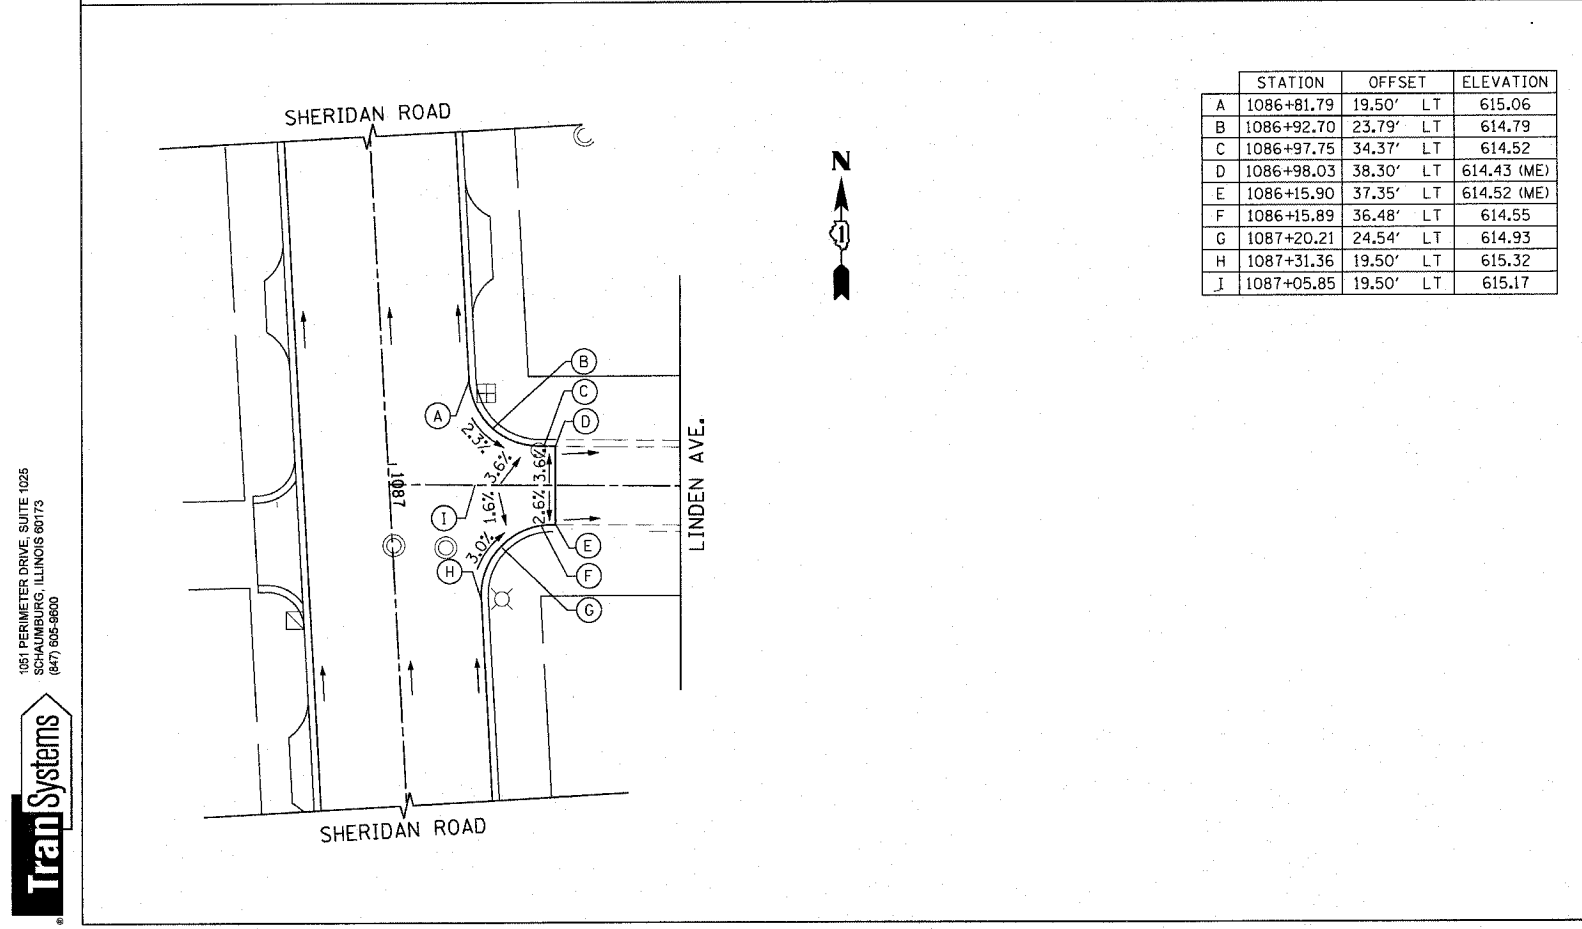 SHERIDAN ROAD
N
1
STATION OFFSET ELEVATION
A 1086+81.79 19.50' LT 615.06
B 1086+92.70 23.79' LT 614.79
C 1086+97.75 34.37' LT 614.52
D 1086+98.03 38.30' LT 614.43 (ME)
E 1086+15.90 37.35' LT 614.52 (ME)
F 1086+15.89 36.48' LT 614.55
G 1087+20.21 24.54' LT 614.93
H 1087+31.36 19.50' LT 615.32
I 1087+05.85 19.50' LT 615.17
B
C
A
D
2.3%
3.6%
3.6%
1087
LINDEN AVE.
I
1.6%
2.6%
3.0%
E
H
F
G
SHERIDAN ROAD
1051 PERIMETER DRIVE, SUITE 1025
SCHAUMBURG, ILLINOIS 60173
(847) 605-9600
TranSystems
®